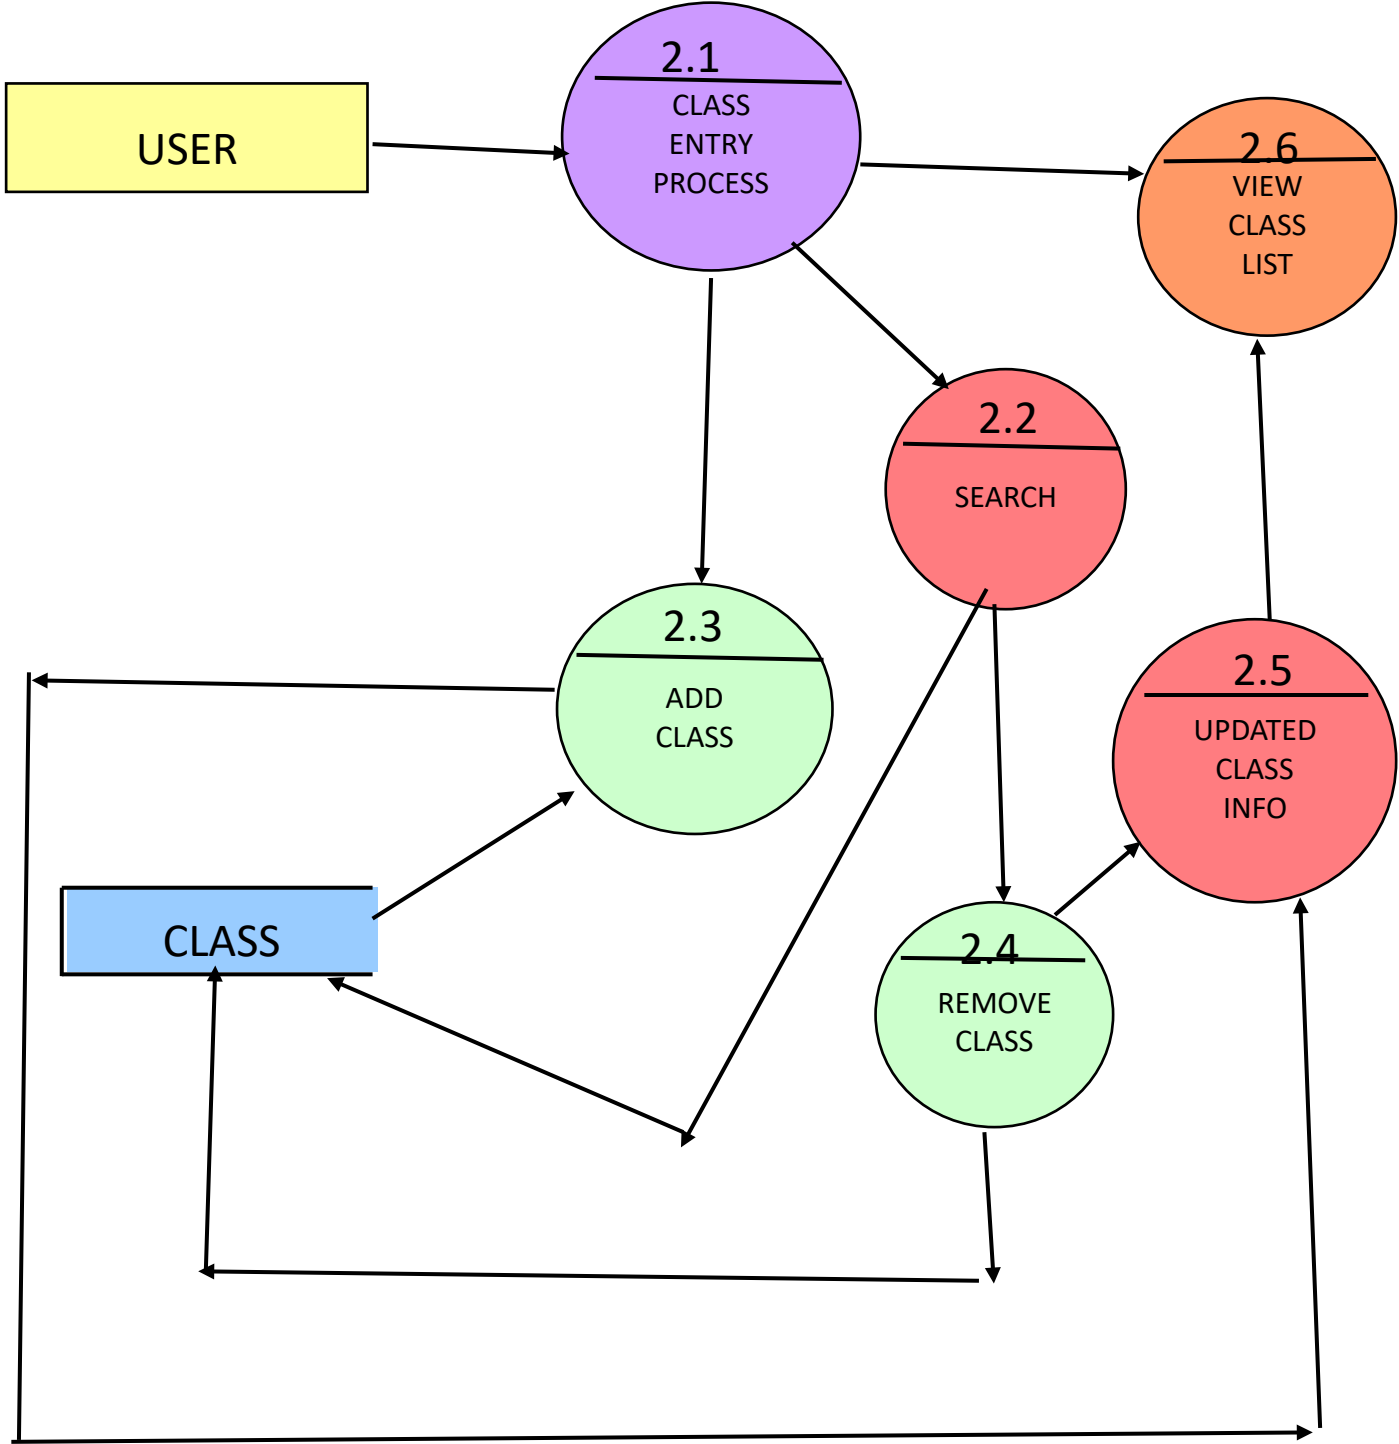 2.1
CLASS
ENTRY
PROCESS
USER
2.6
VIEW
CLASS
LIST
2.2
SEARCH
2.3
ADD
CLASS
2.5
UPDATED
CLASS
INFO
CLASS
2.4
REMOVE
CLASS